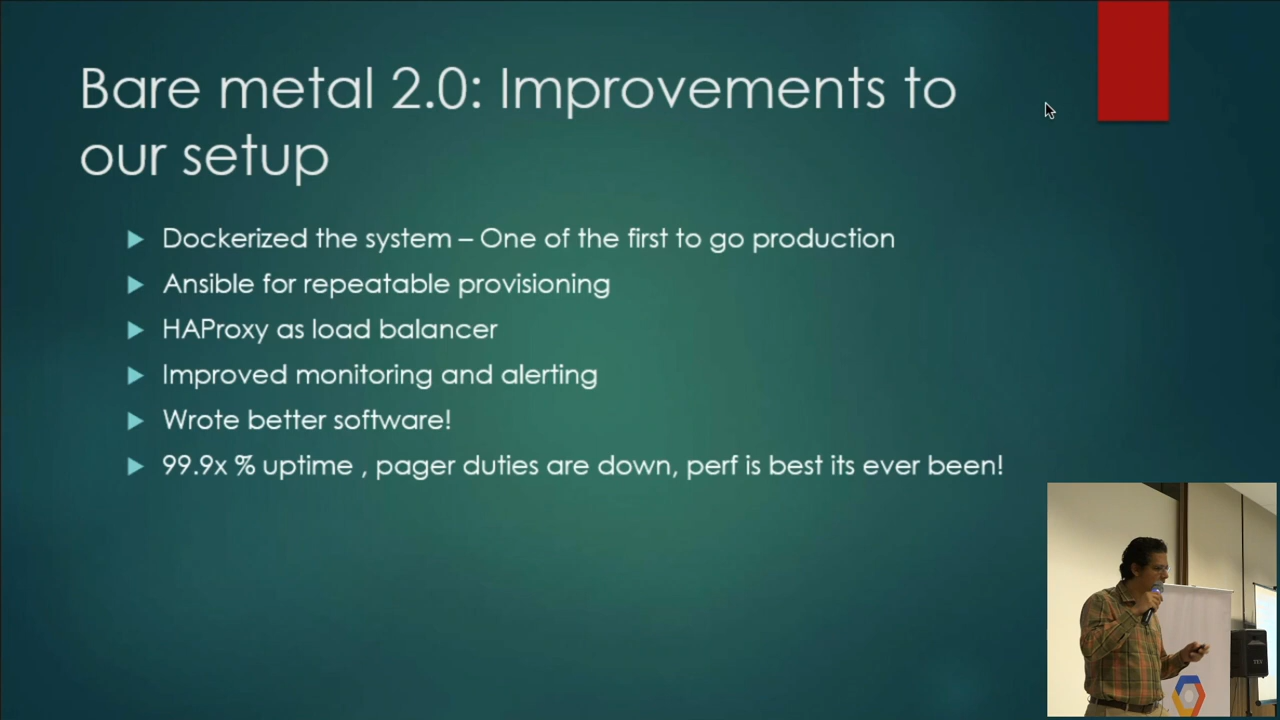 Bare metal 2.0: Improvements to
our setup
Dockerized the system – One of the first to go production
Ansible for repeatable provisioning
HAProxy as load balancer
Improved monitoring and alerting
Wrote better software!
99.9x % uptime , pager duties are down, perf is best its ever been!